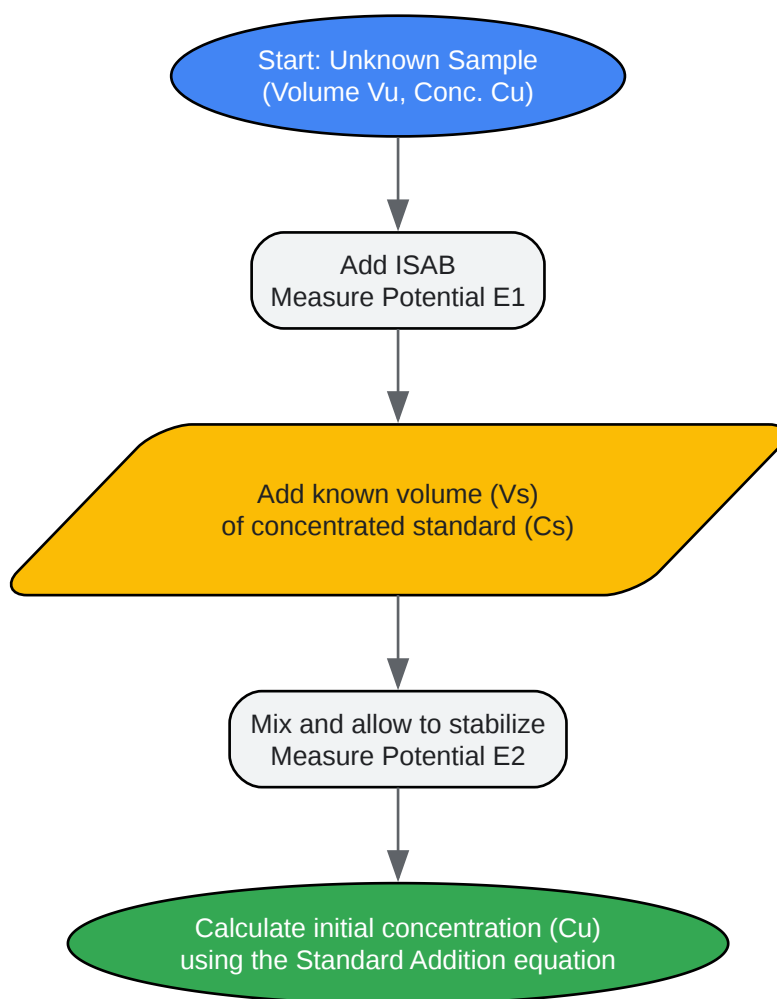 Start: Unknown Sample
(Volume Vu, Conc. Cu)
Add ISAB
Measure Potential E1
Add known volume (Vs)
of concentrated standard (Cs)
Mix and allow to stabilize
Measure Potential E2
Calculate initial concentration (Cu)
using the Standard Addition equation